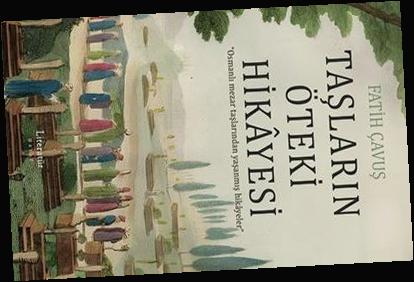 FATİH ÇAVUŞ
TAŞLARIN
ÖTEKİ
HİKÂYESİ
"Osmanlı mezar taşlarından yaşanmış hikâyeler"
Literatür